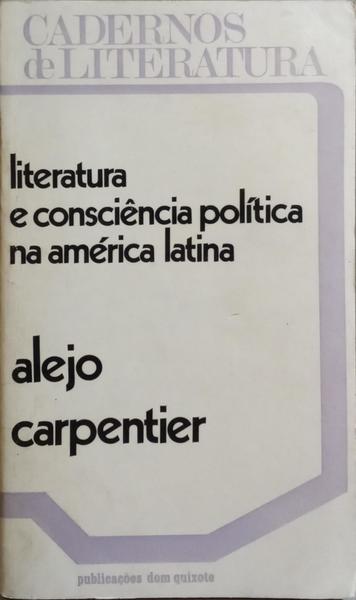 CADERNOS
de LITERATURA
literatura
e consciência política
na américa latina
alejo
carpentier
publicações dom quixote